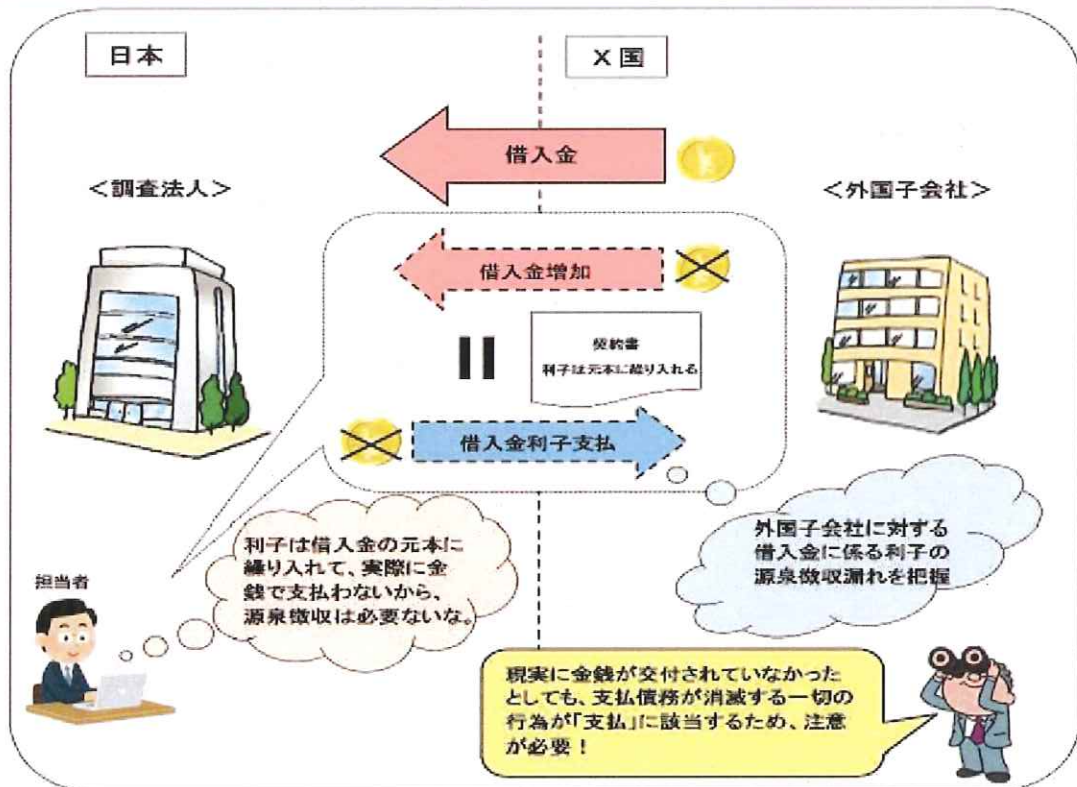 日本
X国
借入金
<調査法人>
<外国子会社>
借入金増加
契約書
利子は元本に繰り入れる
借入金利子支払
利子は借入金の元本に
繰り入れて、実際に金
銭で支払わないから、
源泉徴収は必要ないな。
担当者
外国子会社に対する
借入金に係る利子の
源泉徴収漏れを把握
現実に金銭が交付されていなかった
としても、支払債務が消滅する一切の
行為が「支払」に該当するため、注意
が必要！